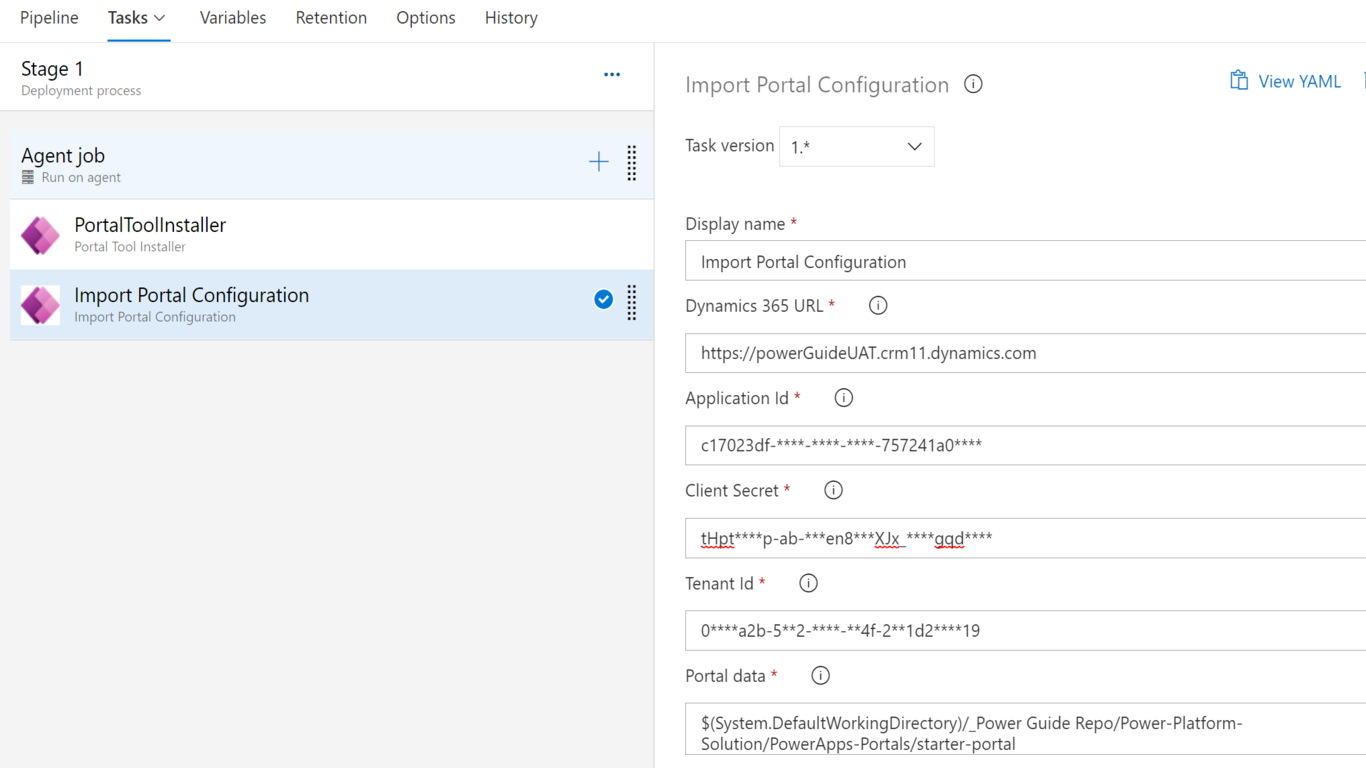 Pipeline Tasks Variables Retention Options History
Stage 1
Deployment process
Agent job
Run on agent
PortalToolInstaller
Portal Tool Installer
Import Portal Configuration
Import Portal Configuration
Import Portal Configuration
View YAML
Task version 1.*
Display name *
Import Portal Configuration
Dynamics 365 URL *
https://powerGuideUAT.crm11.dynamics.com
Application Id *
c17023df-****-****-****-757241a0****
Client Secret *
tHpt****p-ab-***en8***XJx_****gqd****
Tenant Id *
0****a2b-5**2-****-**4f-2**1d2****19
Portal data *
$(System.DefaultWorkingDirectory)/_Power Guide Repo/Power-Platform-
Solution/PowerApps-Portals/starter-portal